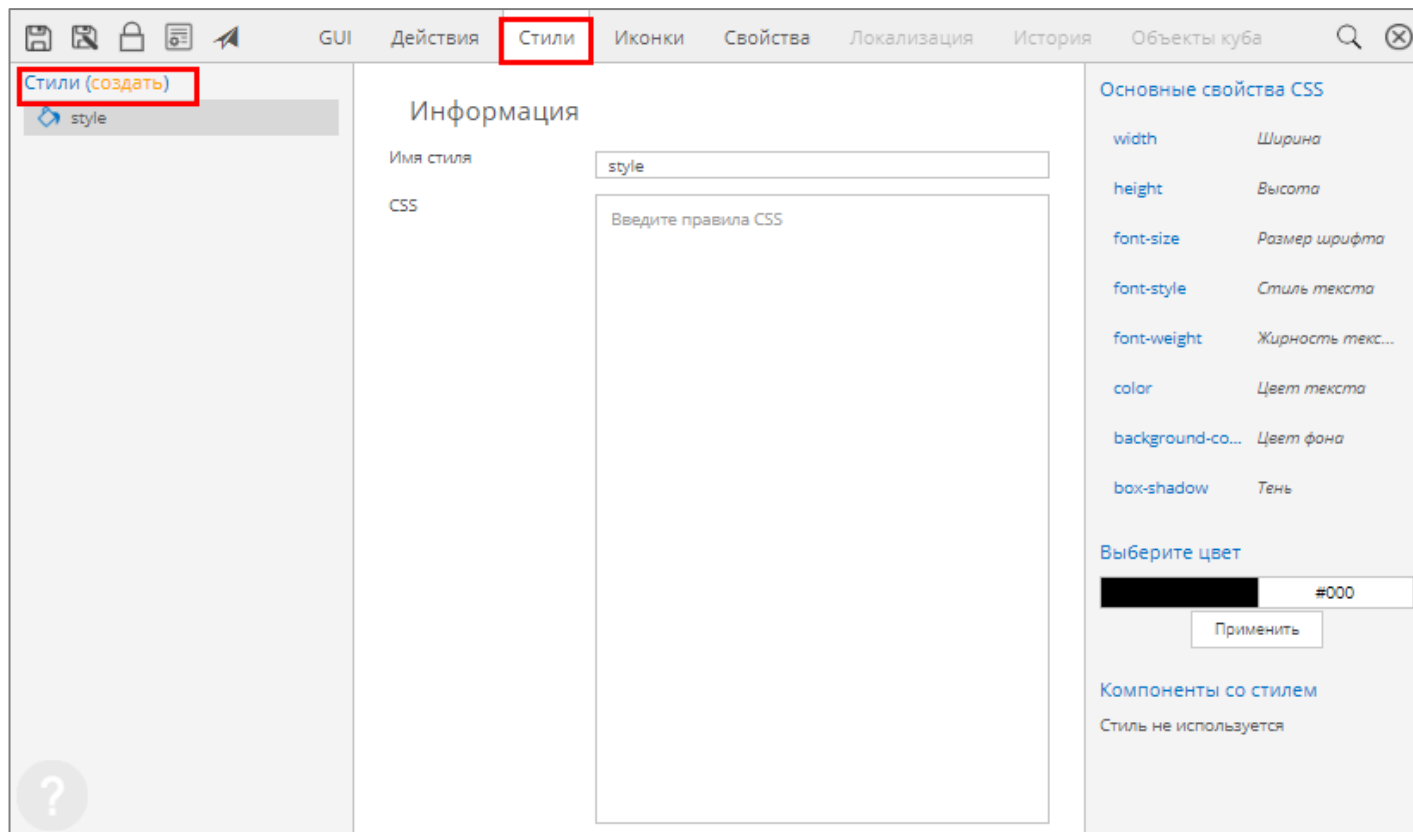 GUI Действия Стили Иконки Свойства Локализация История Объекты куба
Стили (создать)
style
Информация
Имя стиля
style
CSS
Введите правила CSS
Основные свойства CSS
width Ширина
height Высота
font-size Размер шрифта
font-style Стиль текста
font-weight Жирность текс...
color Цвет текста
background-co... Цвет фона
box-shadow Тень
Выберите цвет
#000
Применить
Компоненты со стилем
Стиль не используется
?